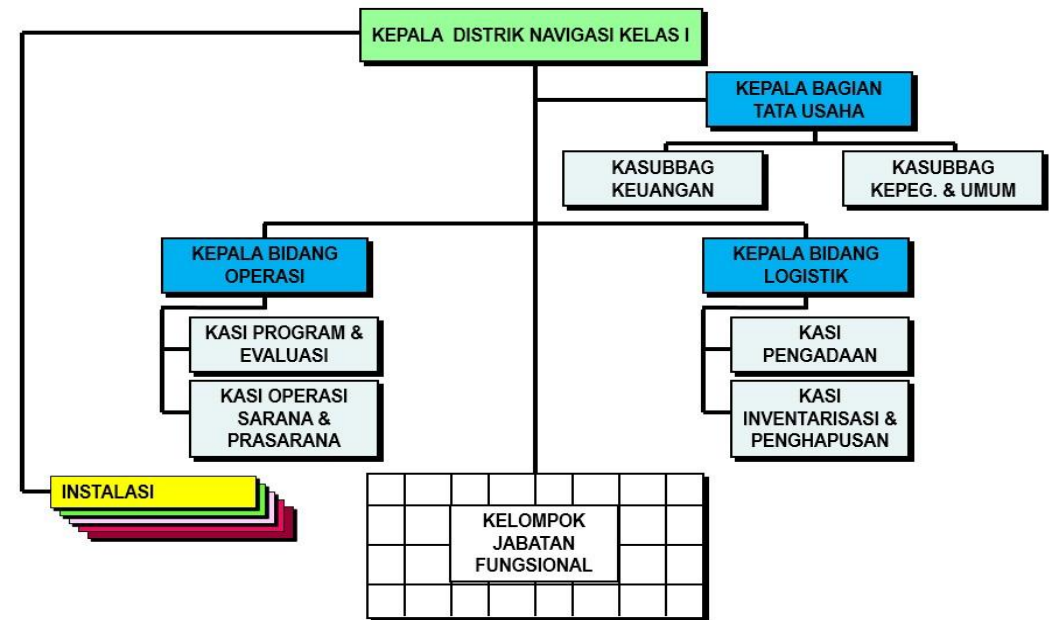 KEPALA DISTRIK NAVIGASI KELAS I
KEPALA BAGIAN
TATA USAHA
KASUBBAG
KEUANGAN
KASUBBAG
KEPEG. & UMUM
KEPALA BIDANG
OPERASI
KEPALA BIDANG
LOGISTIK
KASI PROGRAM &
EVALUASI
KASI
PENGADAAN
KASI OPERASI
SARANA &
PRASARANA
KASI
INVENTARISASI &
PENGHAPUSAN
INSTALASI
KELOMPOK
JABATAN
FUNGSIONAL